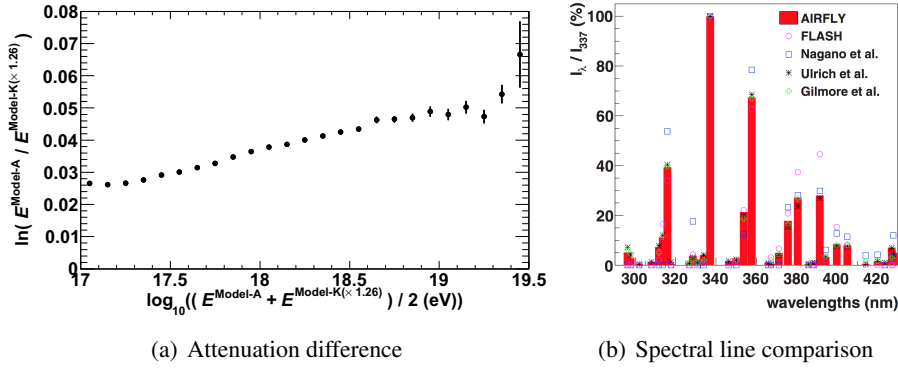 0.08
0.07
0.06
0.05
0.04
0.03
0.02
0.01
0
ln( E^Model-A / E^Model-K(× 1.26) )
17 17.5 18 18.5 19 19.5
log10(( E^Model-A + E^Model-K(× 1.26) ) / 2 (eV))
(a) Attenuation difference
I_λ / I_337 (%)
100
80
60
40
20
0
AIRFLY
FLASH
Nagano et al.
Ulrich et al.
Gilmore et al.
300 320 340 360 380 400 420
wavelengths (nm)
(b) Spectral line comparison